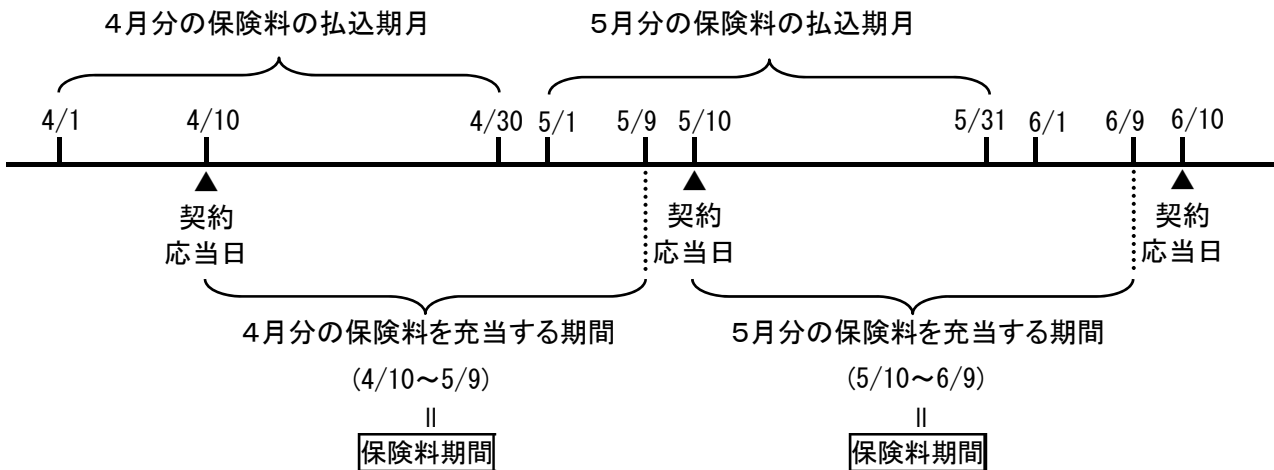 ４月分の保険料の払込期月
５月分の保険料の払込期月
4/1 4/10 4/30 5/1 5/9 5/10 5/31 6/1 6/9 6/10
▲ ▲ ▲
契約 契約 契約
応当日 応当日 応当日
４月分の保険料を充当する期間
５月分の保険料を充当する期間
(4/10～5/9) (5/10～6/9)
＝ ＝
保険料期間 保険料期間